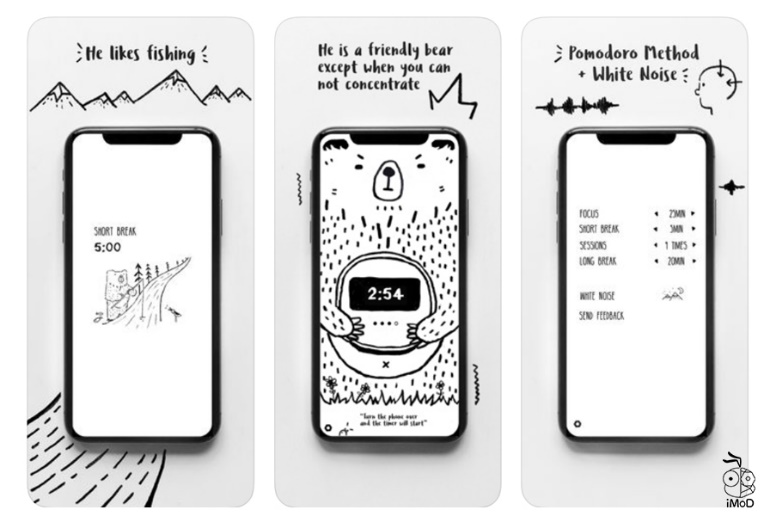 He likes fishing
SHORT BREAK
5:00
He is a friendly bear
except when you can
not concentrate
2:54
"Turn the phone over
and the timer will start"
Pomodoro Method
+ White Noise
FOCUS 25MIN
SHORT BREAK 5MIN
SESSIONS 1 TIMES
LONG BREAK 20MIN
WHITE NOISE
SEND FEEDBACK
iMoD